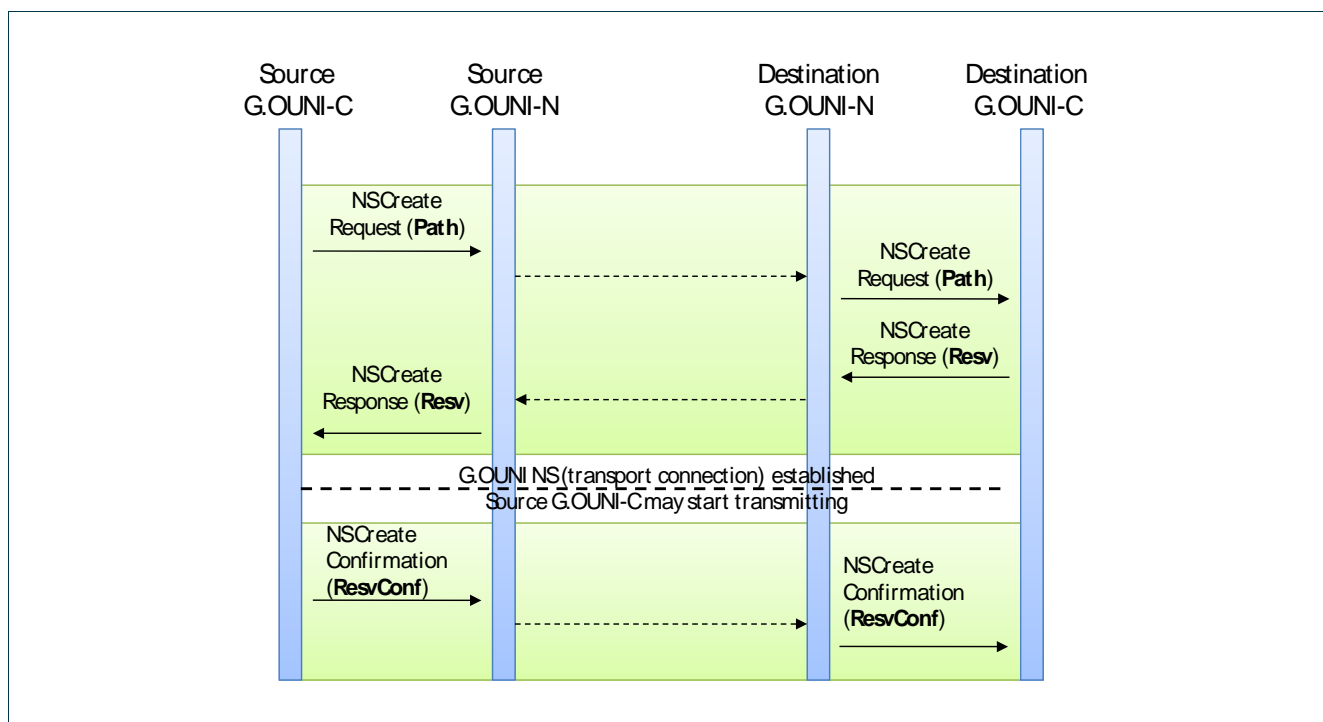 Source
G.OUNI-C
Source
G.OUNI-N
Destination
G.OUNI-N
Destination
G.OUNI-C
NSCreate
Request (Path)
NSCreate
Request (Path)
NSCreate
Response (Resv)
NSCreate
Response (Resv)
G.OUNI NS (transport connection) established
Source G.OUNI-C may start transmitting
NSCreate
Confirmation
(ResvConf)
NSCreate
Confirmation
(ResvConf)